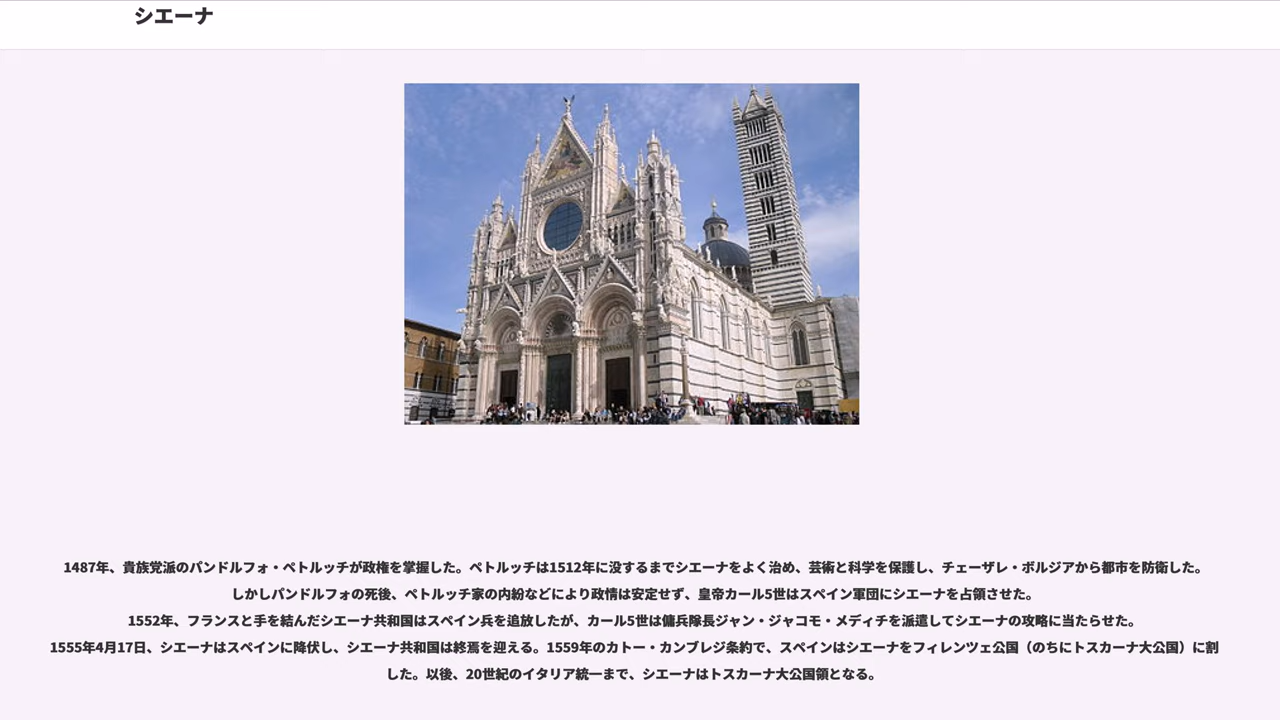 シエーナ
1487年、貴族党派のパンドルフォ・ペトルッチが政権を掌握した。ペトルッチは1512年に没するまでシエーナをよく治め、芸術と科学を保護し、チェーザレ・ボルジアから都市を防衛した。
しかしパンドルフォの死後、ペトルッチ家の内紛などにより政情は安定せず、皇帝カール5世はスペイン軍団にシエーナを占領させた。
1552年、フランスと手を結んだシエーナ共和国はスペイン兵を追放したが、カール5世は傭兵隊長ジャン・ジャコモ・メディチを派遣してシエーナの攻略に当たらせた。
1555年4月17日、シエーナはスペインに降伏し、シエーナ共和国は終焉を迎える。1559年のカトー・カンブレジ条約で、スペインはシエーナをフィレンツェ公国（のちにトスカーナ大公国）に割
した。以後、20世紀のイタリア統一まで、シエーナはトスカーナ大公国領となる。